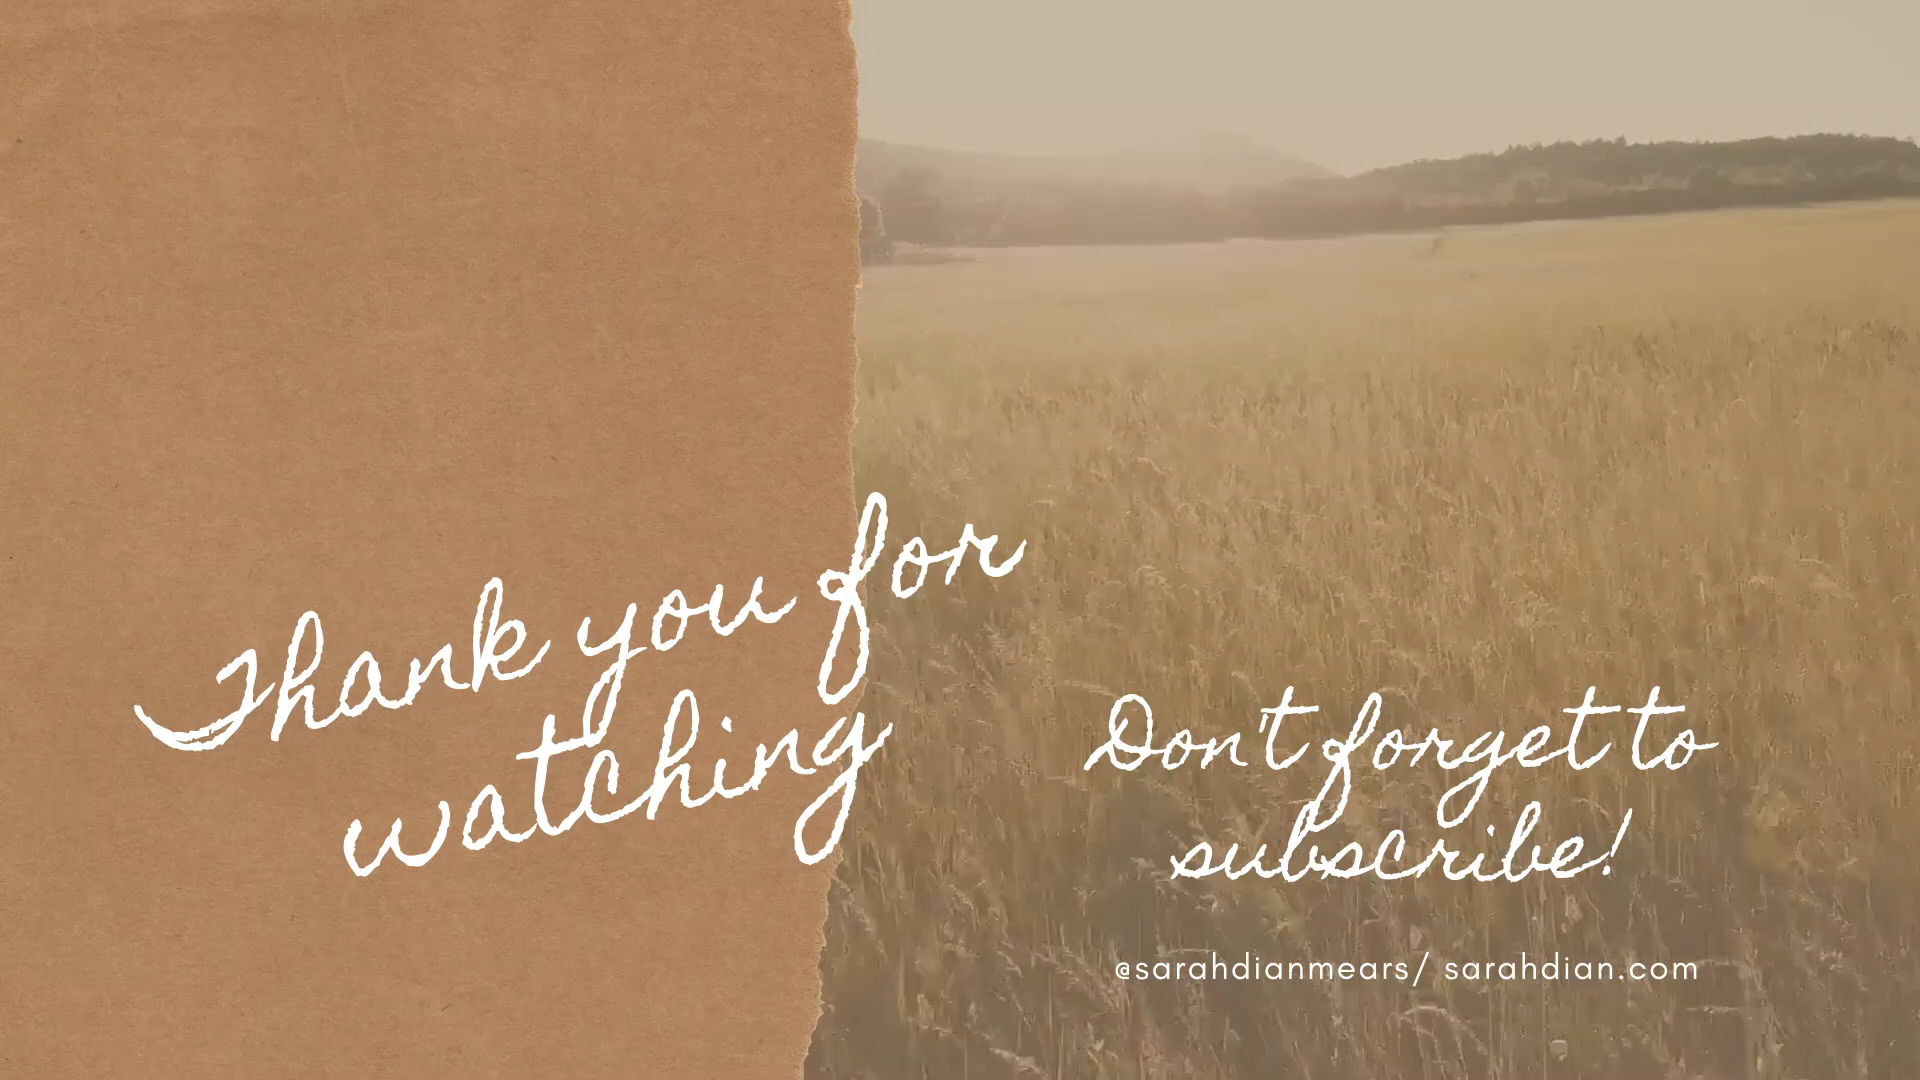 Thank you for
watching
Don't forget to
subscribe!
@sarahdianmears/ sarahdian.com